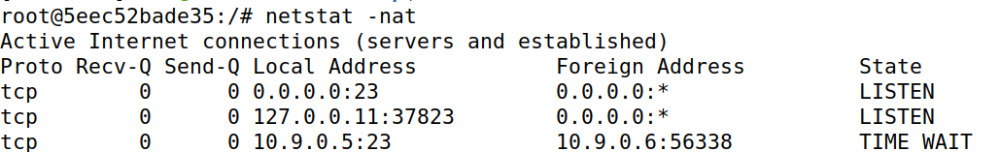 root@5eec52bade35:/# netstat -nat
Active Internet connections (servers and established)
Proto Recv-Q Send-Q Local Address           Foreign Address         State
tcp        0      0 0.0.0.0:23              0.0.0.0:*               LISTEN
tcp        0      0 127.0.0.11:37823        0.0.0.0:*               LISTEN
tcp        0      0 10.9.0.5:23             10.9.0.6:56338          TIME_WAIT